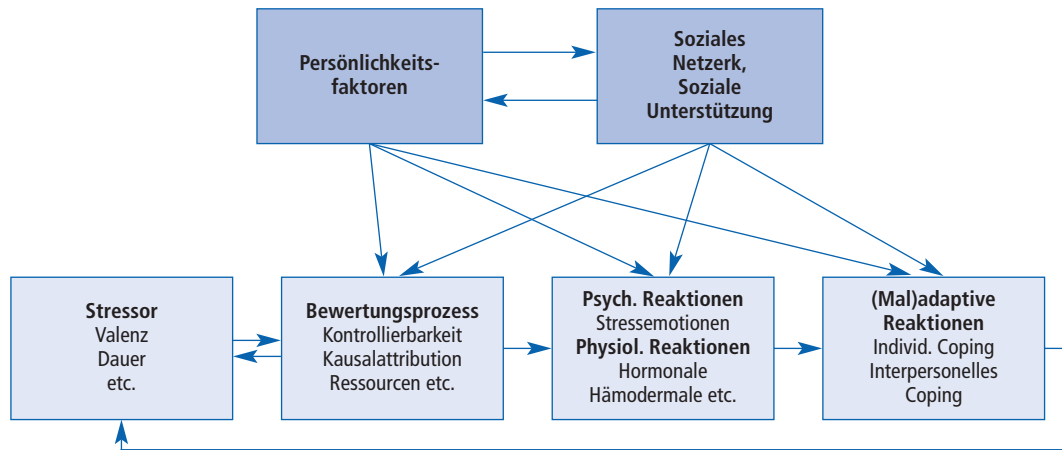 Persönlichkeits-
faktoren
Soziales
Netzerk,
Soziale
Unterstützung
Stressor
Valenz
Dauer
etc.
Bewertungsprozess
Kontrollierbarkeit
Kausalattribution
Ressourcen etc.
Psych. Reaktionen
Stressemotionen
Physiol. Reaktionen
Hormonale
Hämodermale etc.
(Mal)adaptive
Reaktionen
Individ. Coping
Interpersonelles
Coping